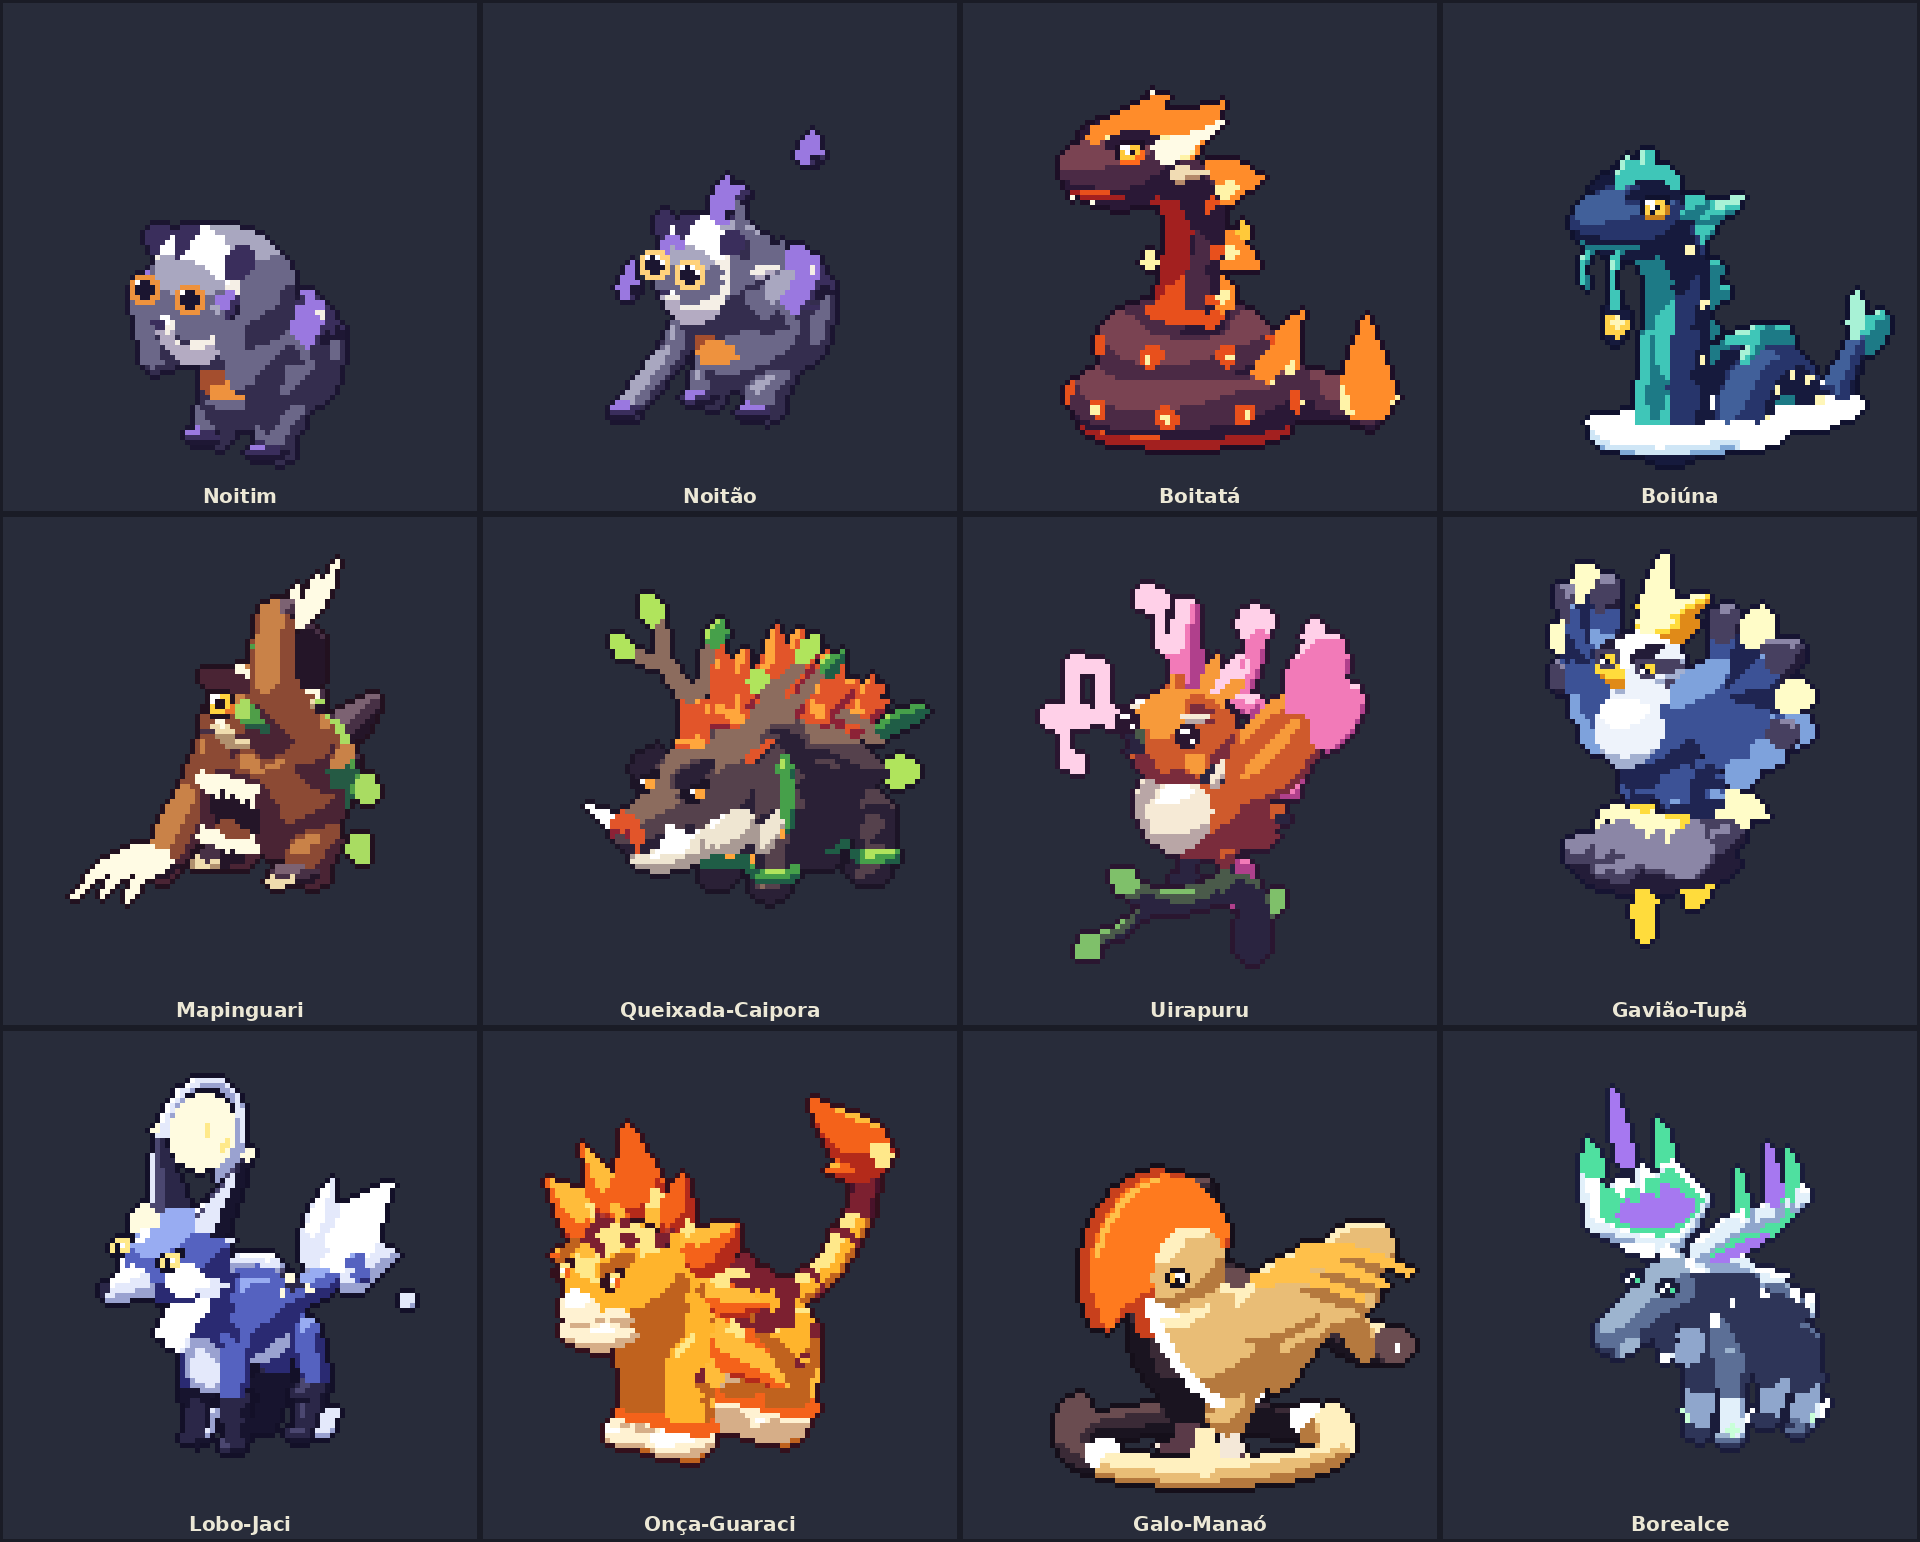 Noitim
Noitão
Boitatá
Boiúna
Mapinguari
Queixada-Caipora
Uirapuru
Gavião-Tupã
Lobo-Jaci
Onça-Guaraci
Galo-Manaó
Borealce